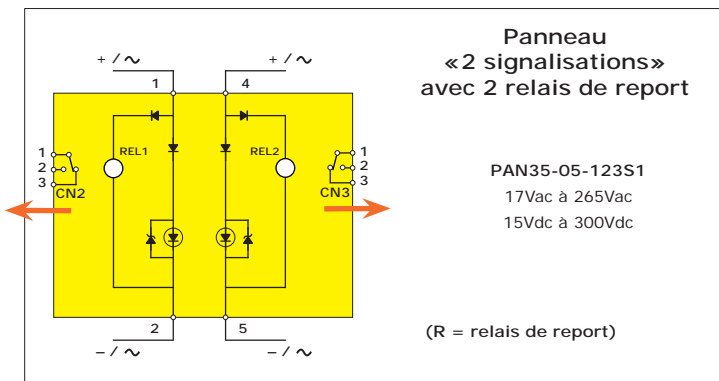 Panneau
«2 signalisations»
avec 2 relais de report
PAN35-05-123S1
17Vac à 265Vac
15Vdc à 300Vdc
(R = relais de report)
+ / ∿
+ / ∿
1
4
1
2
3
CN2
REL1
REL2
1
2
3
CN3
2
5
– / ∿
– / ∿